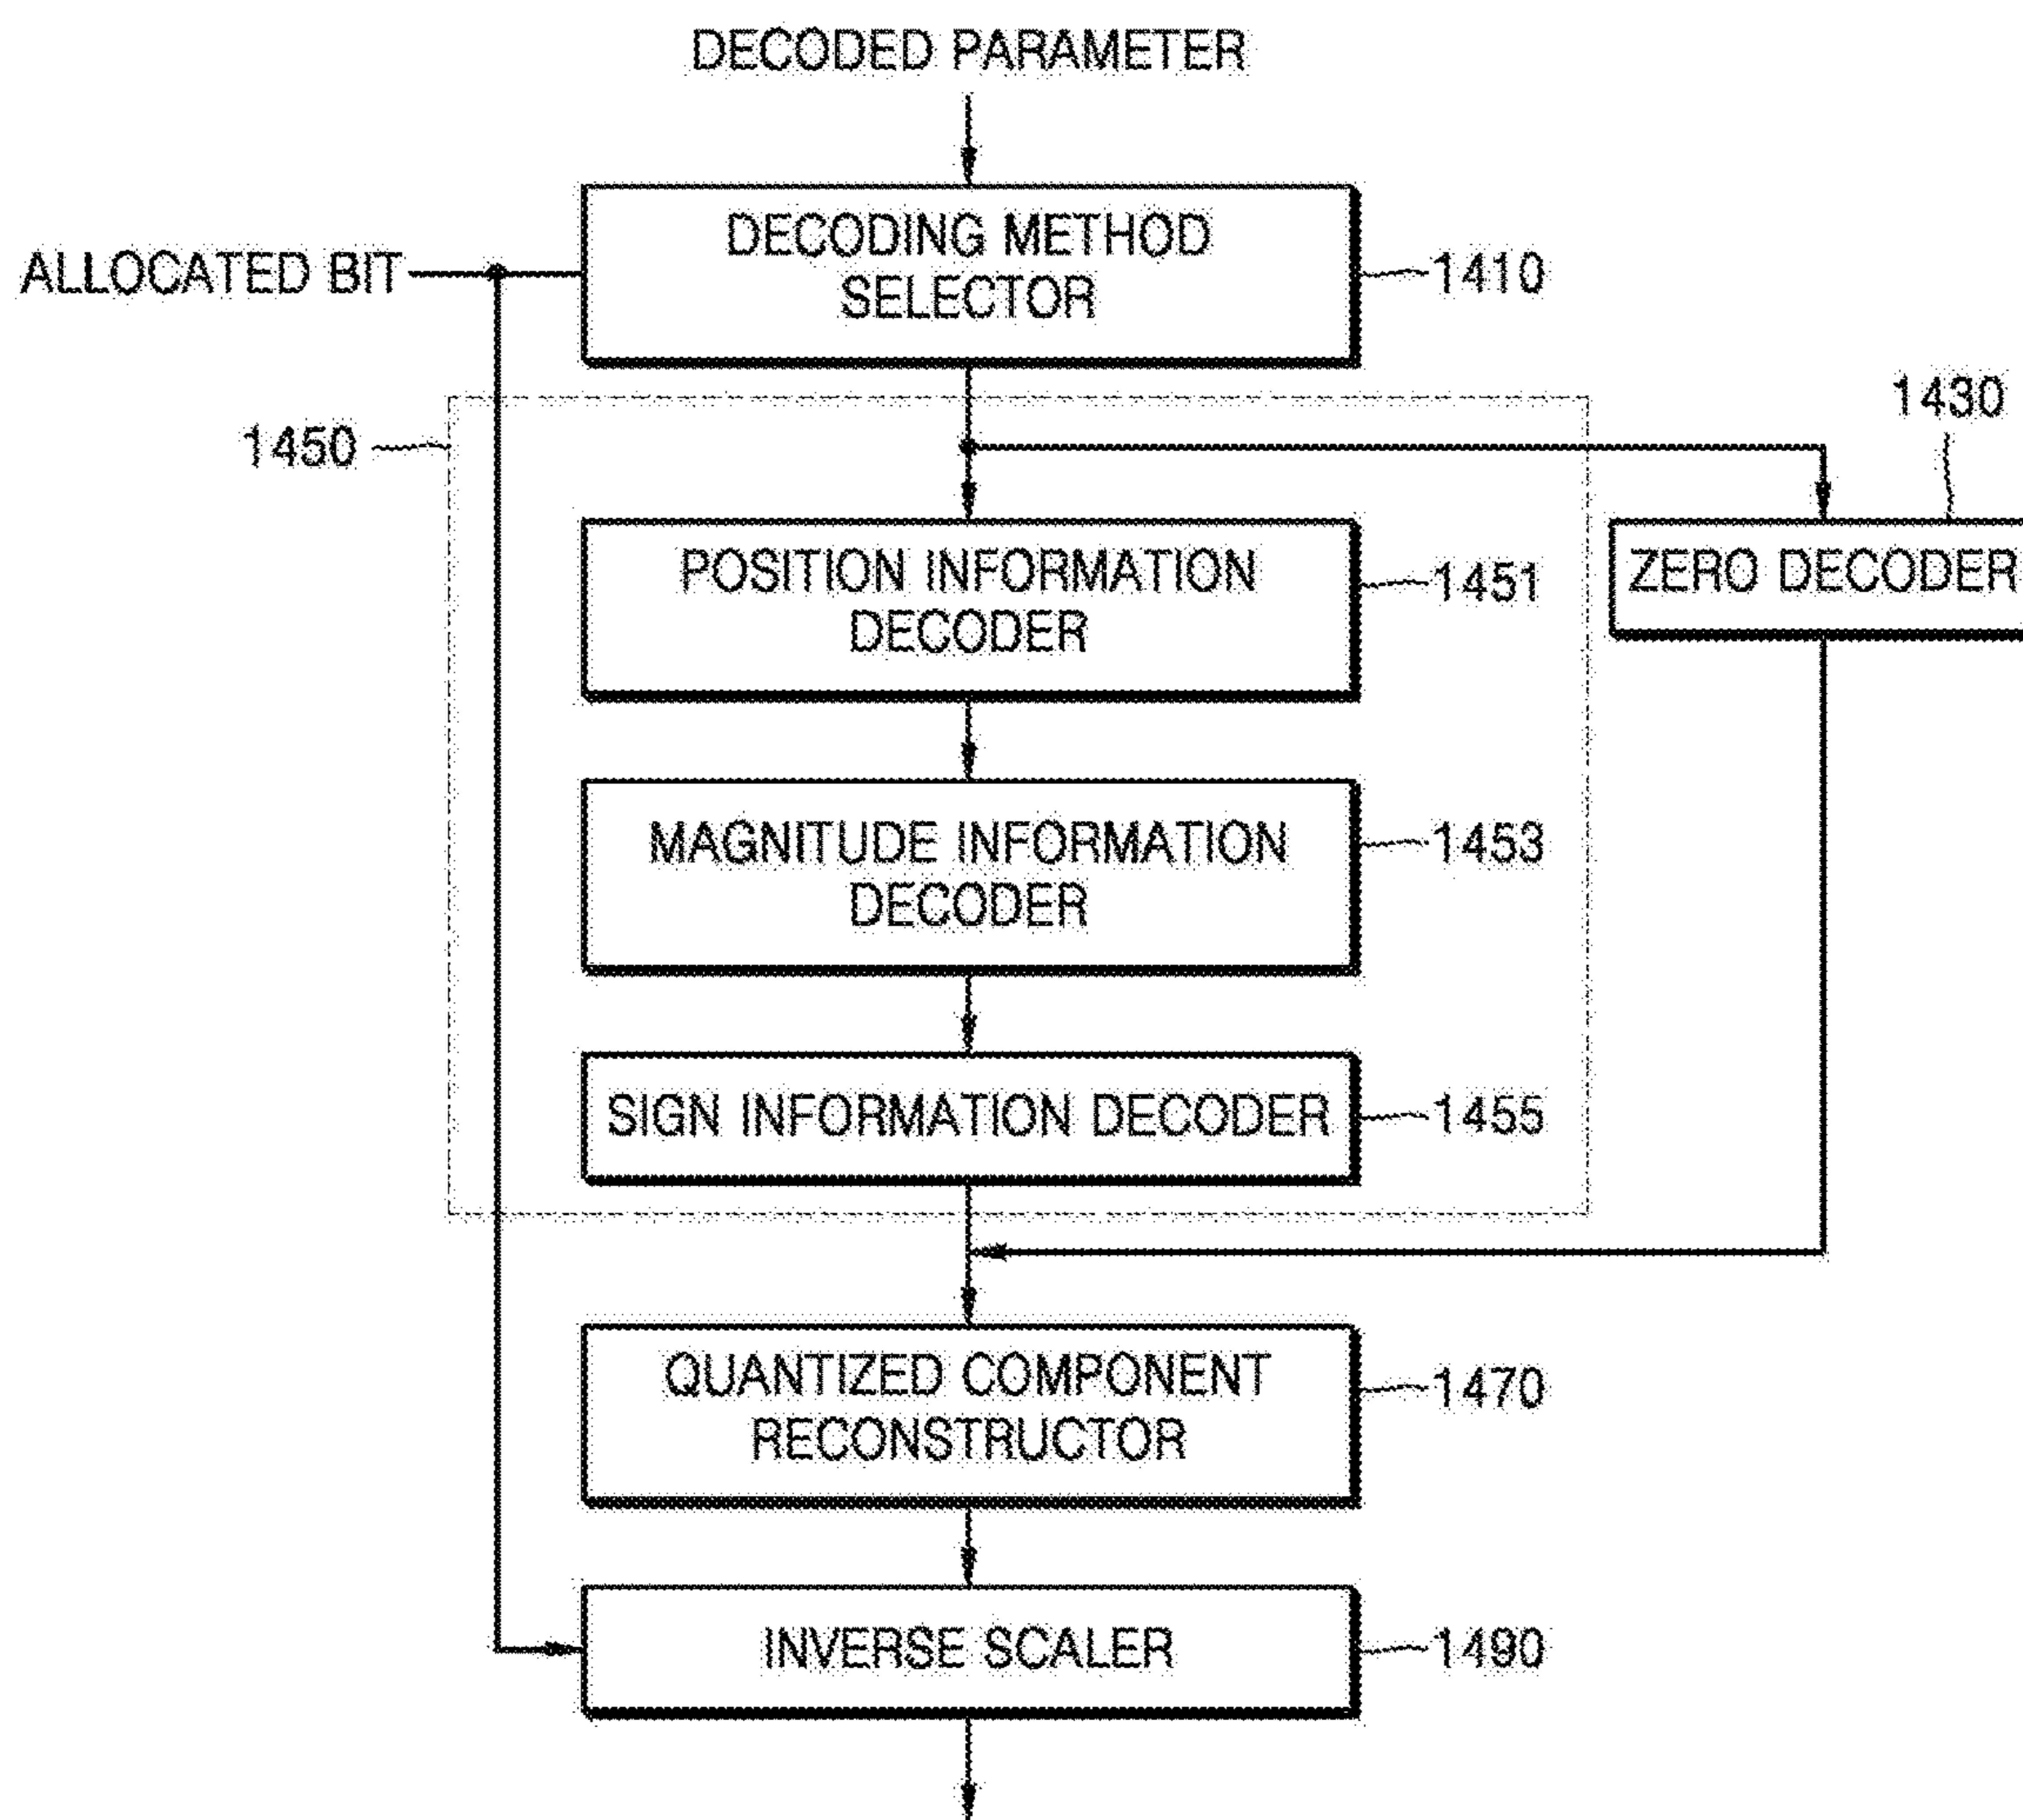 DECODED PARAMETER
DECODING METHOD
SELECTOR
ALLOCATED BIT
1410
1430
1450
POSITION INFORMATION
DECODER
1451
ZERO DECODER
MAGNITUDE INFORMATION
DECODER
1453
SIGN INFORMATION DECODER
1455
QUANTIZED COMPONENT
RECONSTRUCTOR
1470
INVERSE SCALER
1490